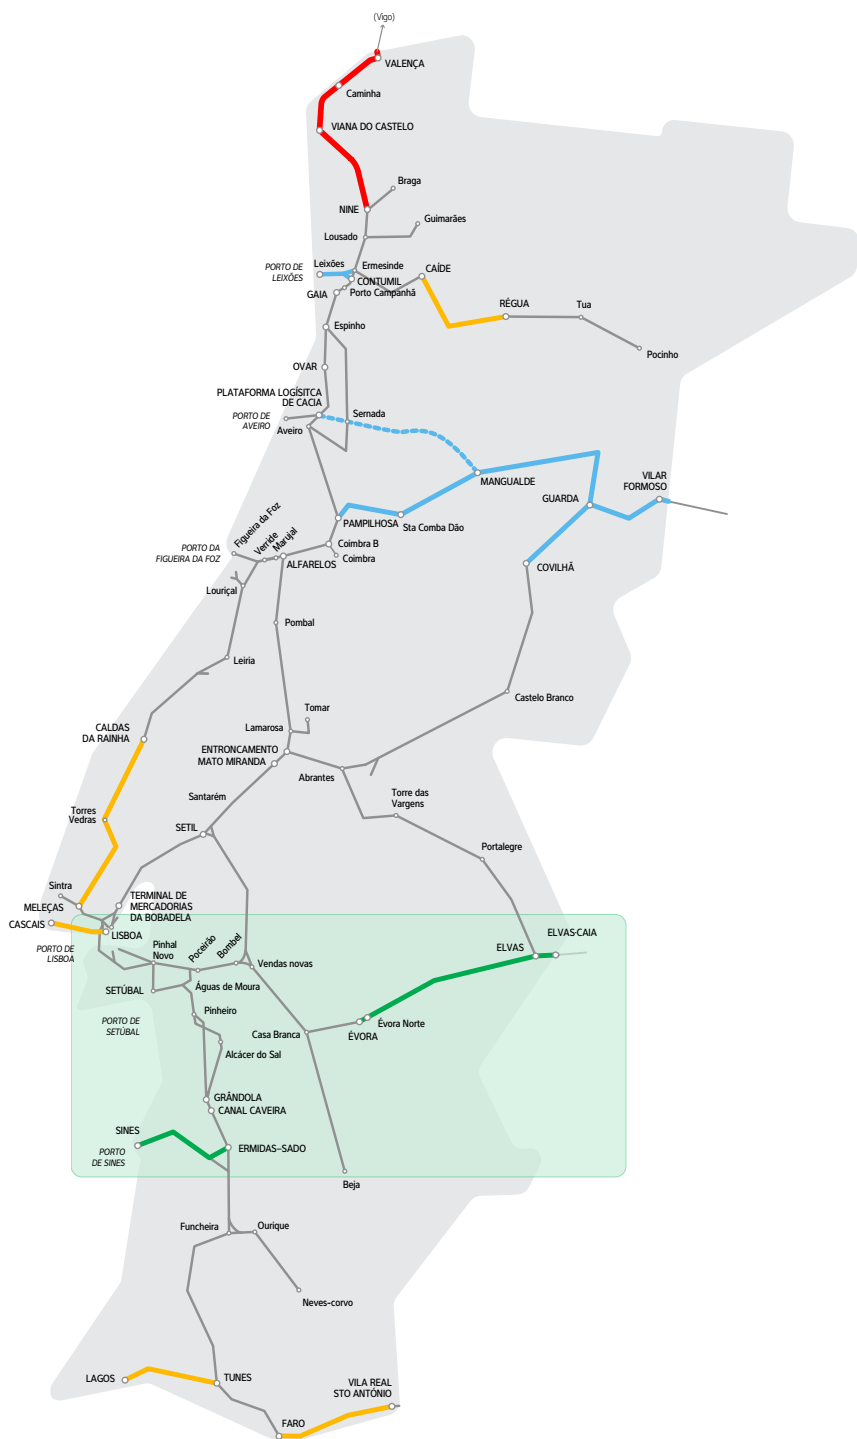 (Vigo)
VALENÇA
Caminha
VIANA DO CASTELO
Braga
NINE
Guimarães
Lousado
Leixões
Ermesinde
PORTO DE
LEIXÕES
CAÍDE
CONTUMIL
GAIA
Porto Campanhã
RÉGUA
Tua
Espinho
Pocinho
OVAR
PLATAFORMA LOGÍSITCA
DE CACIA
PORTO DE
AVEIRO
Sernada
Aveiro
MANGUALDE
VILAR
FORMOSO
GUARDA
PAMPILHOSA
Sta Comba Dão
Figueira da Foz
Verride
Marujal
PORTO DA
FIGUEIRA DA FOZ
Coimbra B
Coimbra
ALFARELOS
COVILHÃ
Louriçal
Pombal
Leiria
Castelo Branco
Tomar
CALDAS
DA RAINHA
Lamarosa
ENTRONCAMENTO
MATO MIRANDA
Abrantes
Santarém
Torre das
Vargens
Torres
Vedras
SETIL
Portalegre
Sintra
MELEÇAS
TERMINAL DE
MERCADORIAS
DA BOBADELA
CASCAIS
LISBOA
ELVAS-CAIA
PORTO DE
LISBOA
Pinhal
Novo
Poceirão
Bombel
ELVAS
Vendas novas
SETÚBAL
Águas de Moura
Pinheiro
PORTO DE
SETÚBAL
Évora Norte
ÉVORA
Casa Branca
Alcácer do Sal
GRÂNDOLA
CANAL CAVEIRA
SINES
PORTO
DE SINES
ERMIDAS–SADO
Beja
Funcheira
Ourique
Neves-corvo
LAGOS
TUNES
VILA REAL
STO ANTÓNIO
FARO